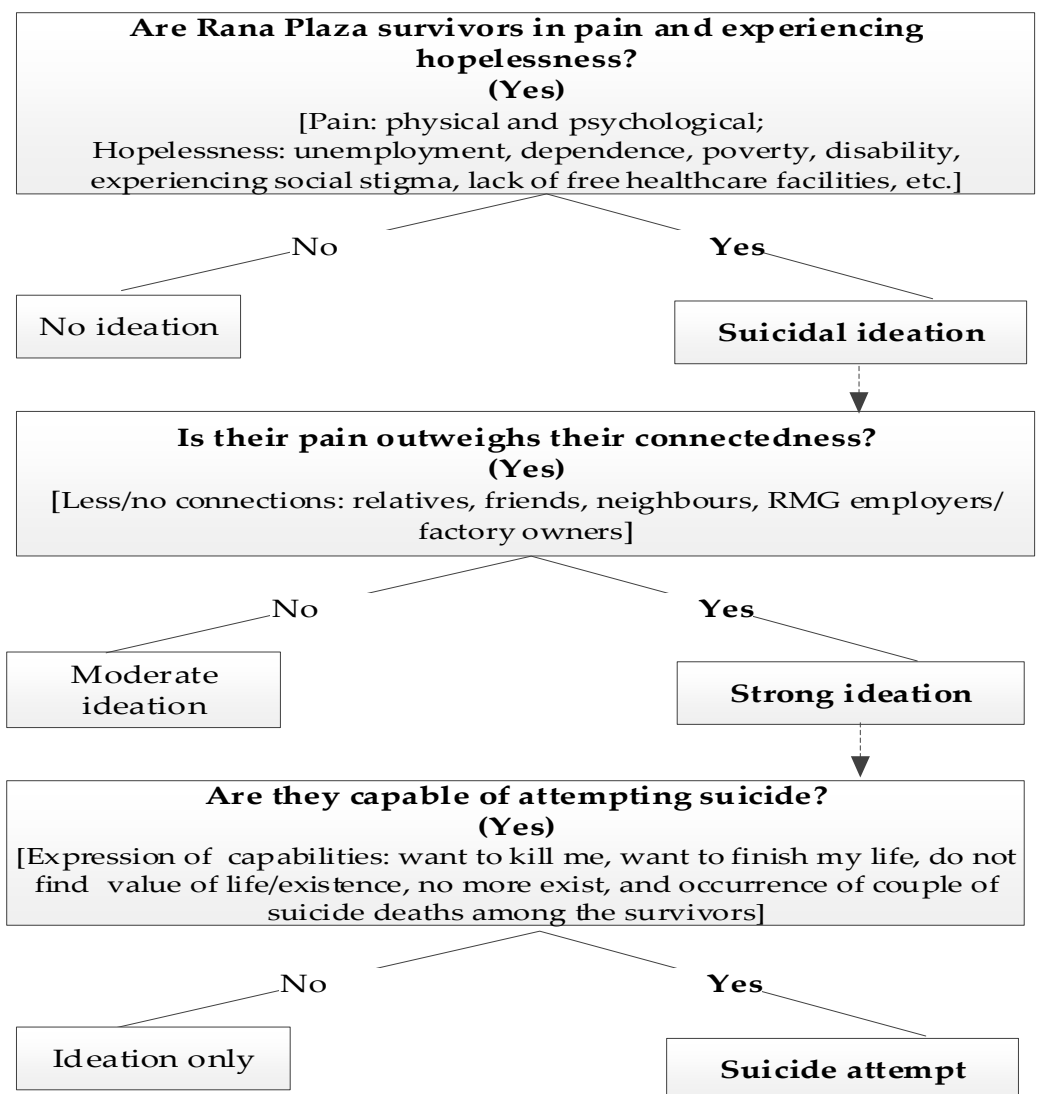 Are Rana Plaza survivors in pain and experiencing
hopelessness?
(Yes)
[Pain: physical and psychological;
Hopelessness: unemployment, dependence, poverty, disability,
experiencing social stigma, lack of free healthcare facilities, etc.]
No
Yes
No ideation
Suicidal ideation
Is their pain outweighs their connectedness?
(Yes)
[Less/no connections: relatives, friends, neighbours, RMG employers/
factory owners]
No
Yes
Moderate
ideation
Strong ideation
Are they capable of attempting suicide?
(Yes)
[Expression of capabilities: want to kill me, want to finish my life, do not
find value of life/existence, no more exist, and occurrence of couple of
suicide deaths among the survivors]
No
Yes
Ideation only
Suicide attempt